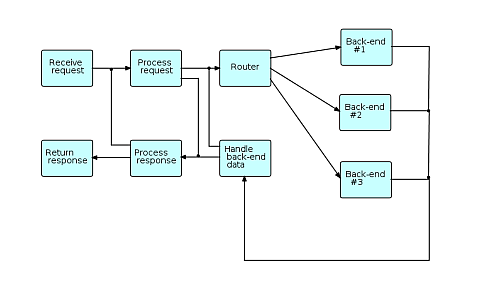 Receive
request
Process
request
Router
Back-end
#1
Back-end
#2
Back-end
#3
Return
response
Process
response
Handle
back-end
data